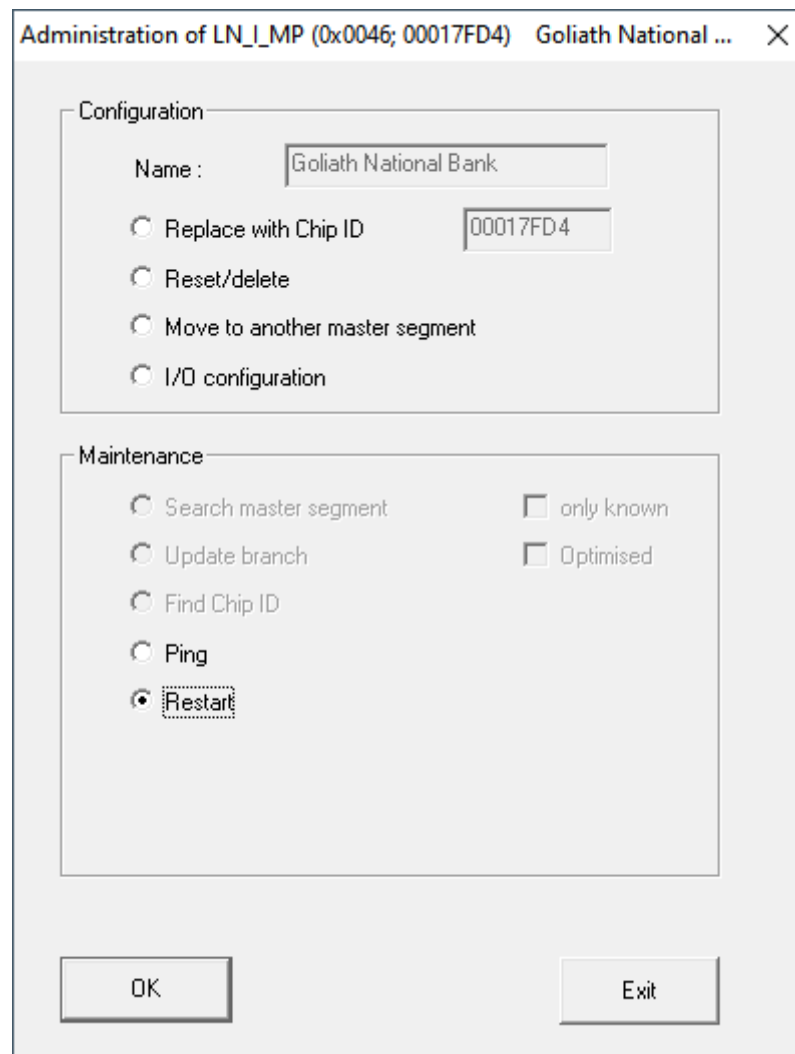 Administration of LN_I_MP (0x0046; 00017FD4) Goliath National ...
Configuration
Name : Goliath National Bank
Replace with Chip ID 00017FD4
Reset/delete
Move to another master segment
I/O configuration
Maintenance
Search master segment only known
Update branch Optimised
Find Chip ID
Ping
Restart
OK Exit